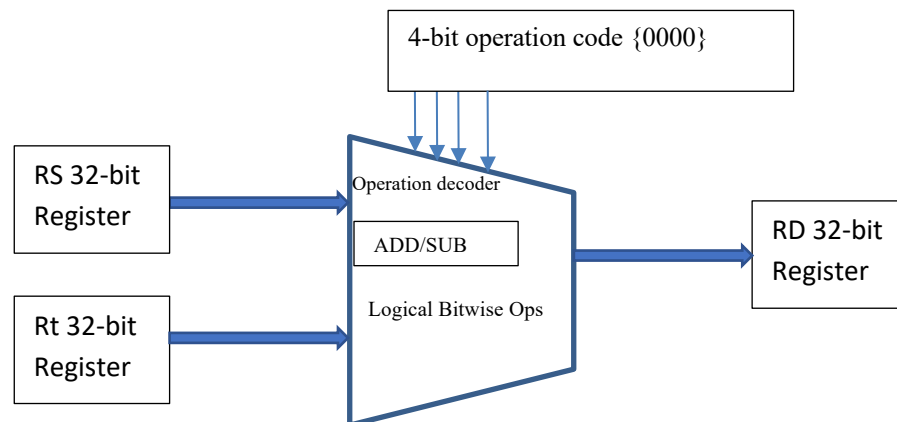 4-bit operation code {0000}
RS 32-bit
Register
Operation decoder
ADD/SUB
RD 32-bit
Register
Logical Bitwise Ops
Rt 32-bit
Register